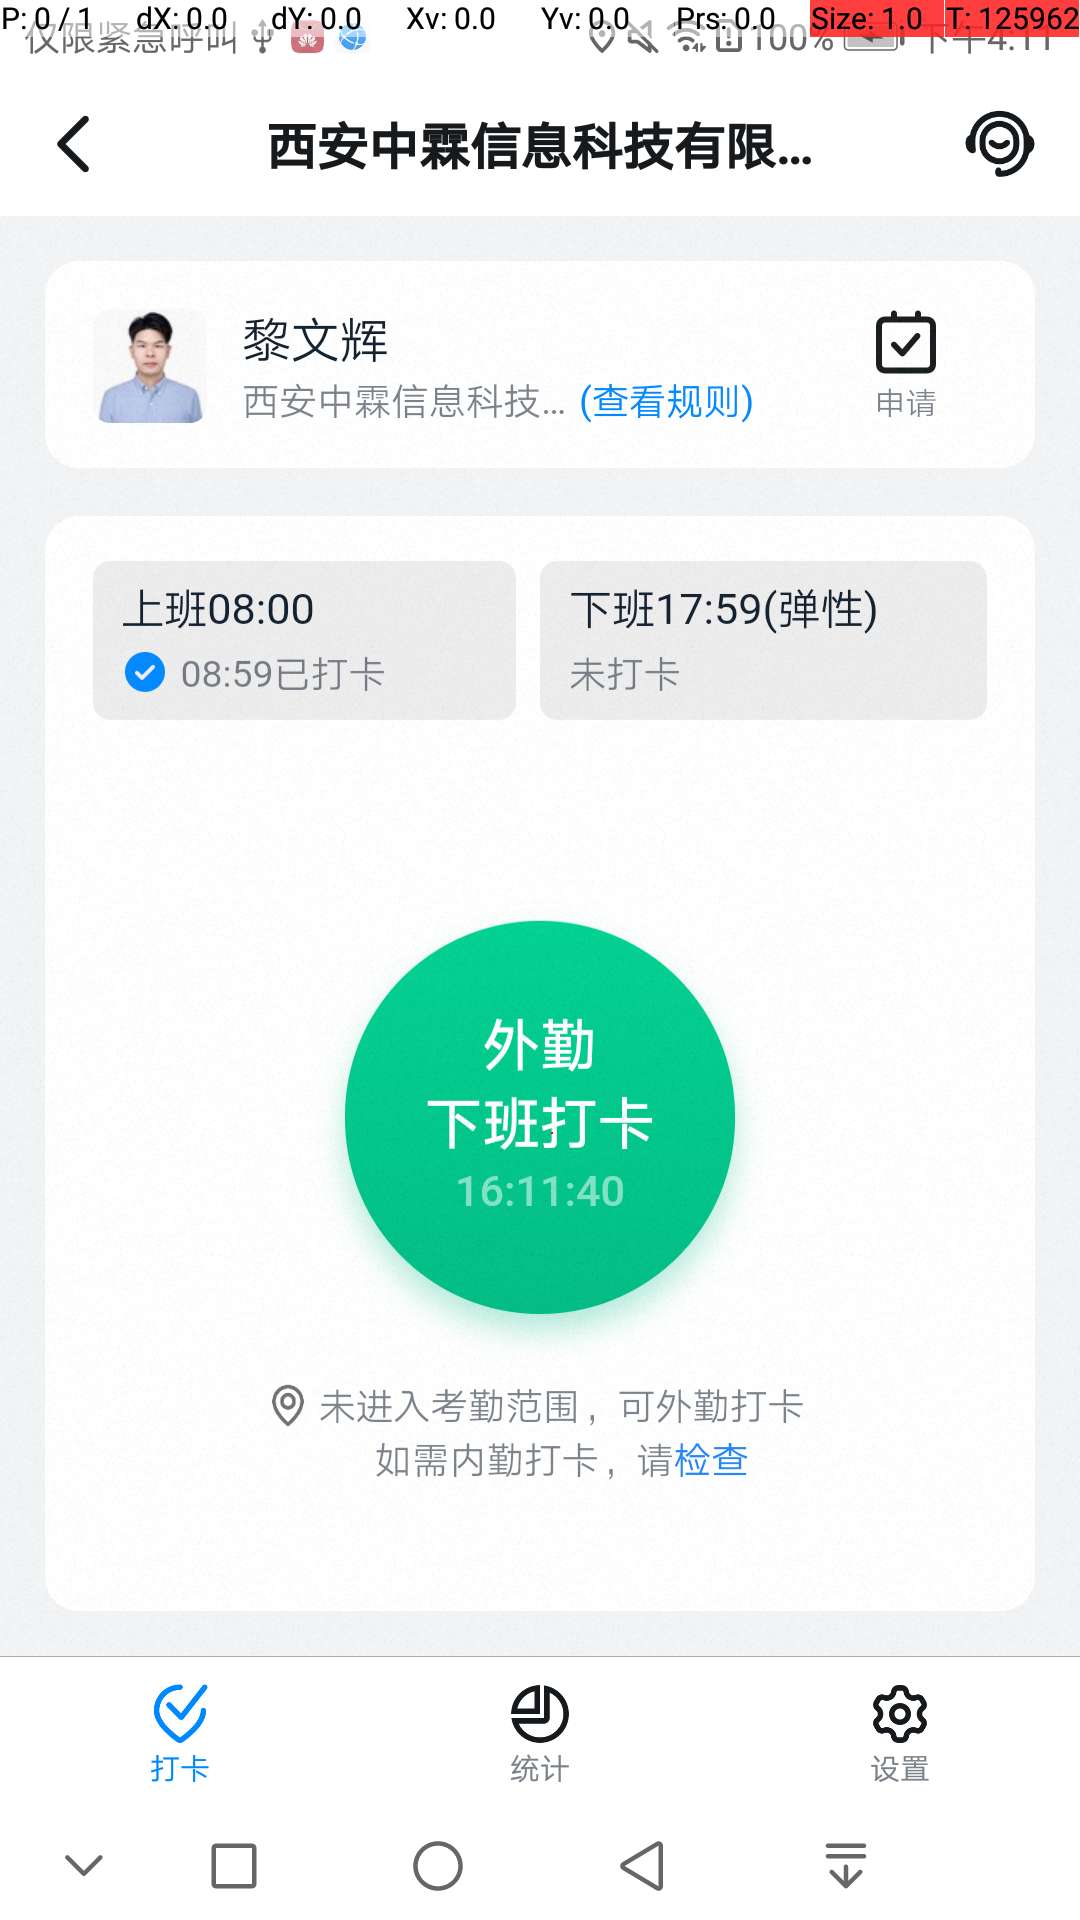 P: 0 / 1 dX: 0.0 dY: 0.0 Xv: 0.0 Yv: 0.0 Prs: 0.0 Size: 1.0 T: 125962
仅限紧急呼叫 100% 下午4:11
西安中霖信息科技有限...
黎文辉
西安中霖信息科技... (查看规则)
申请
上班08:00
08:59已打卡
下班17:59(弹性)
未打卡
外勤
下班打卡
16:11:40
未进入考勤范围，可外勤打卡
如需内勤打卡，请检查
打卡
统计
设置